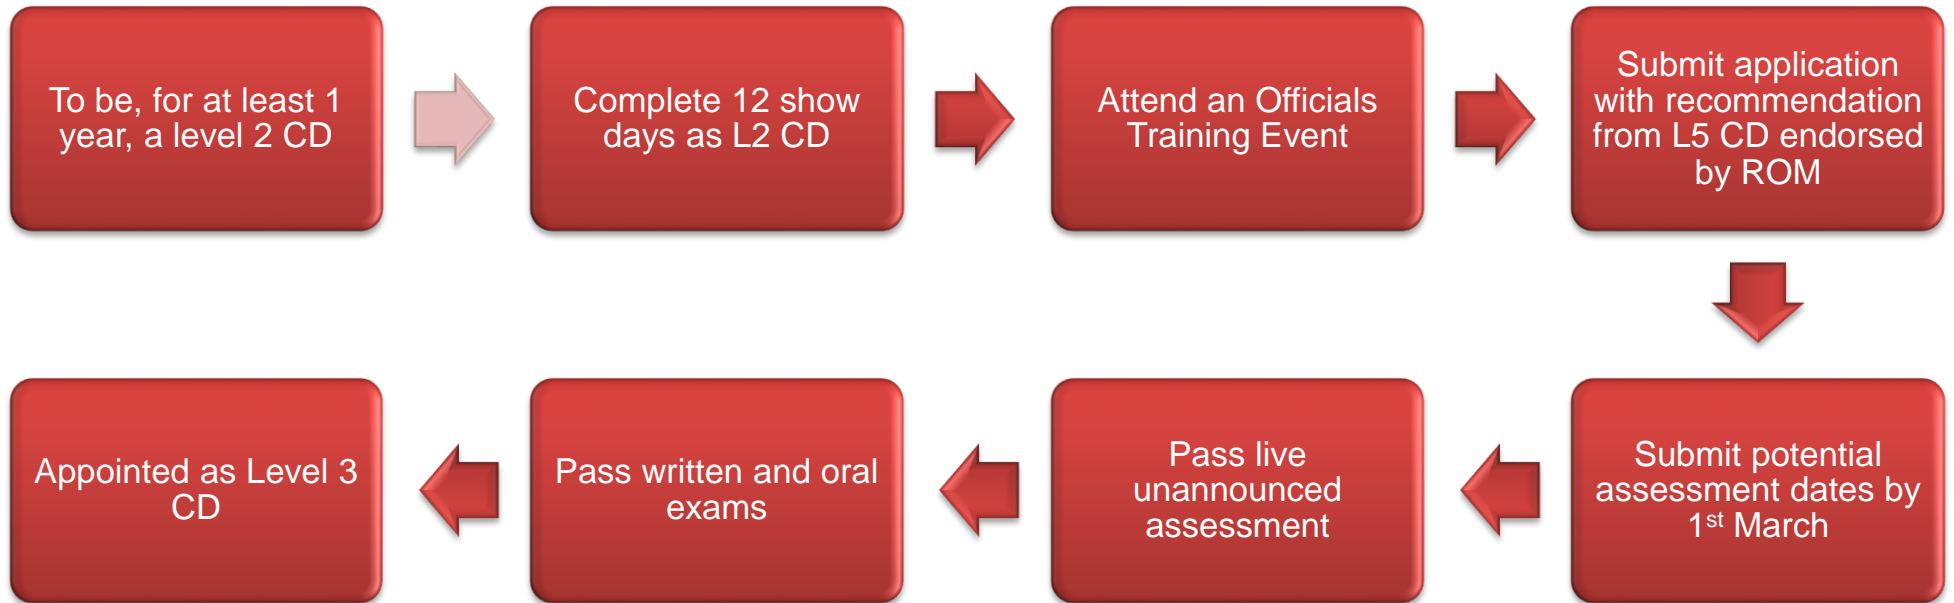 To be, for at least 1
year, a level 2 CD
Complete 12 show
days as L2 CD
Attend an Officials
Training Event
Submit application
with recommendation
from L5 CD endorsed
by ROM
Submit potential
assessment dates by
1st March
Pass live
unannounced
assessment
Pass written and oral
exams
Appointed as Level 3
CD